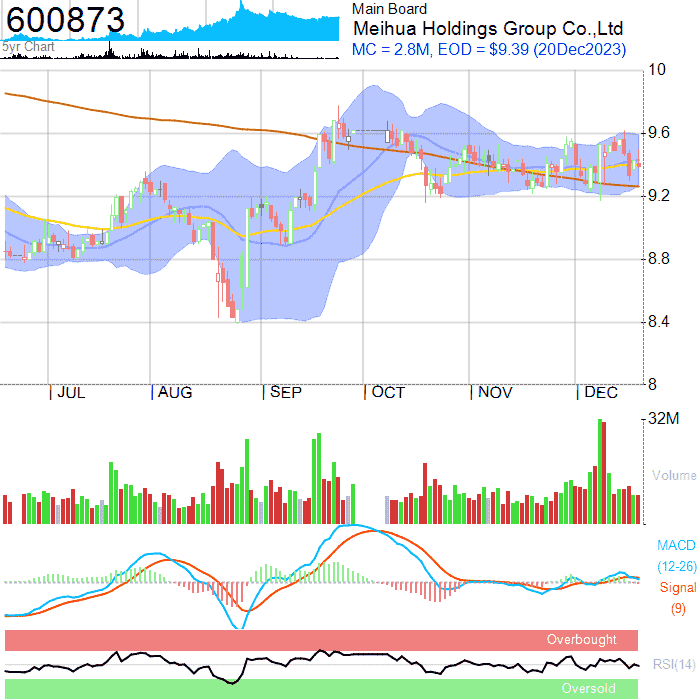 600873
5yr Chart
Main Board
Meihua Holdings Group Co.,Ltd
MC = 2.8M, EOD = $9.39 (20Dec2023)
10
9.6
9.2
8.8
8.4
8
JUL AUG SEP OCT NOV DEC
32M
Volume
MACD
(12-26)
Signal
(9)
Overbought
RSI(14)
Oversold